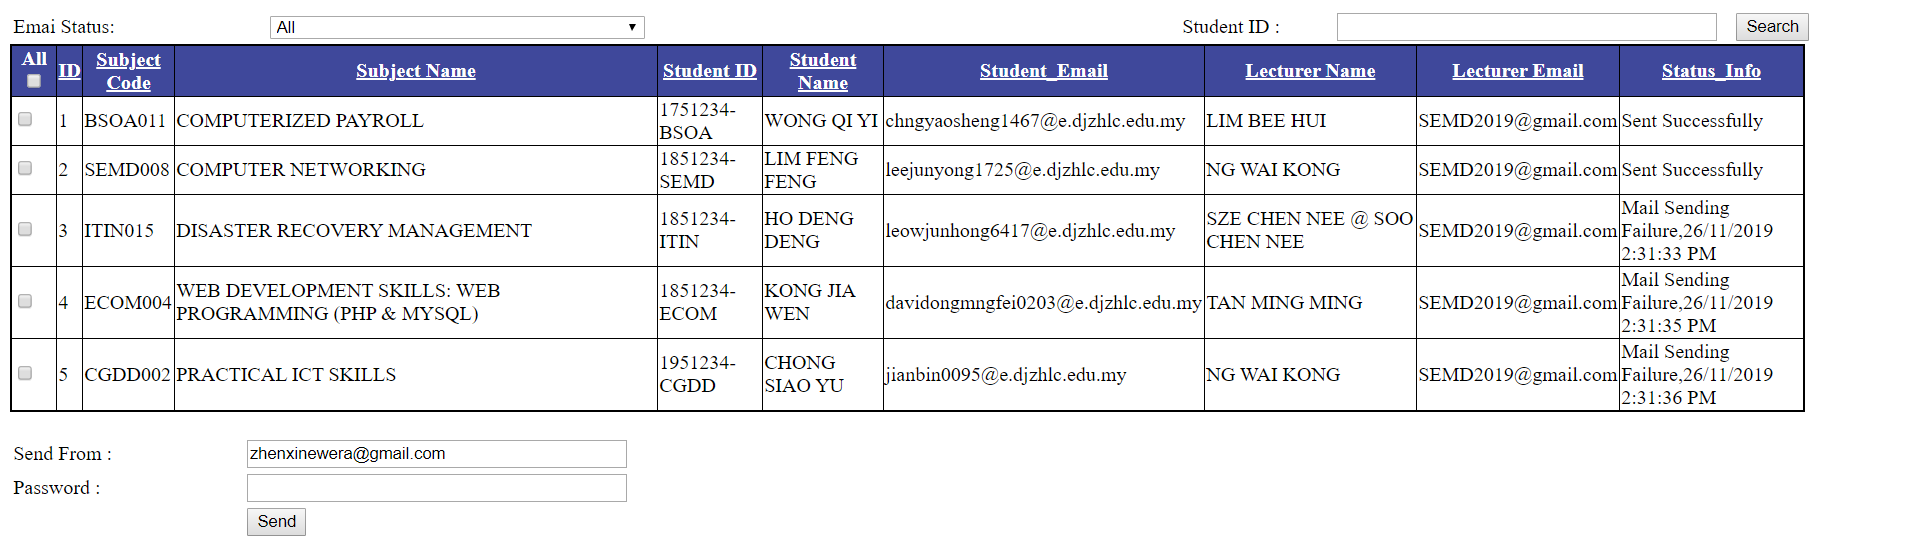 Emai Status: All Student ID : Search
All ID Subject Code Subject Name Student ID Student Name Student_Email Lecturer Name Lecturer Email Status_Info
1 BSOA011 COMPUTERIZED PAYROLL 1751234-BSOA WONG QI YI chngyaosheng1467@e.djzhlc.edu.my LIM BEE HUI SEMD2019@gmail.com Sent Successfully
2 SEMD008 COMPUTER NETWORKING 1851234-SEMD LIM FENG FENG leejunyong1725@e.djzhlc.edu.my NG WAI KONG SEMD2019@gmail.com Sent Successfully
3 ITIN015 DISASTER RECOVERY MANAGEMENT 1851234-ITIN HO DENG DENG leowjunhong6417@e.djzhlc.edu.my SZE CHEN NEE @ SOO CHEN NEE SEMD2019@gmail.com Mail Sending Failure,26/11/2019 2:31:33 PM
4 ECOM004 WEB DEVELOPMENT SKILLS: WEB PROGRAMMING (PHP & MYSQL) 1851234-ECOM KONG JIA WEN davidongmngfei0203@e.djzhlc.edu.my TAN MING MING SEMD2019@gmail.com Mail Sending Failure,26/11/2019 2:31:35 PM
5 CGDD002 PRACTICAL ICT SKILLS 1951234-CGDD CHONG SIAO YU jianbin0095@e.djzhlc.edu.my NG WAI KONG SEMD2019@gmail.com Mail Sending Failure,26/11/2019 2:31:36 PM
Send From : zhenxinewera@gmail.com
Password :
Send